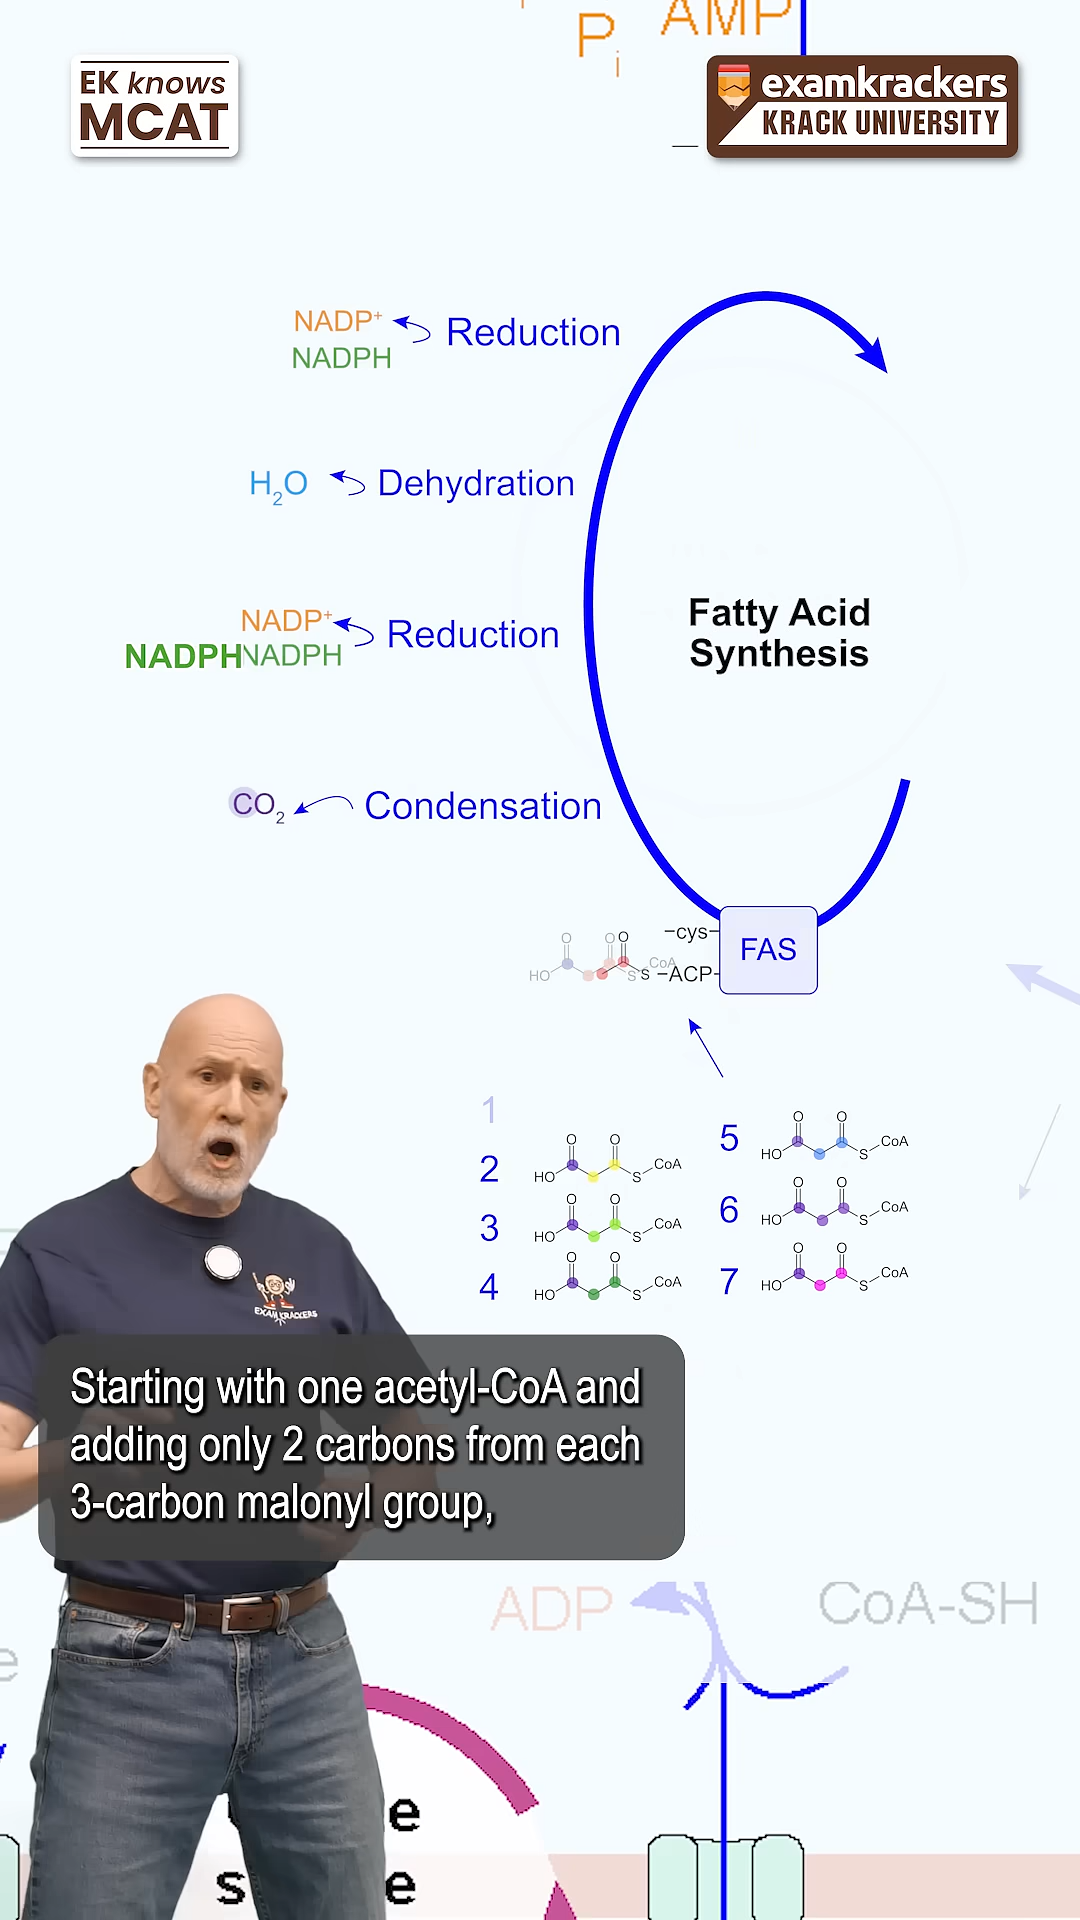 P
i
AMP
EK knows
MCAT
examkrackers
KRACK UNIVERSITY
NADP+
NADPH
Reduction
H2O
Dehydration
NADP+
NADPH
NADPH
Reduction
Fatty Acid
Synthesis
CO2
Condensation
-cys-
FAS
O
O
O
HO
S
S
CoA
-ACP-
1
2
O
O
HO
S
CoA
3
O
O
HO
S
CoA
4
O
O
HO
S
CoA
5
O
O
HO
S
CoA
6
O
O
HO
S
CoA
7
O
O
HO
S
CoA
EXAMKRACKERS
Starting with one acetyl-CoA and
adding only 2 carbons from each
3-carbon malonyl group,
ADP
CoA-SH
e
e
s
e